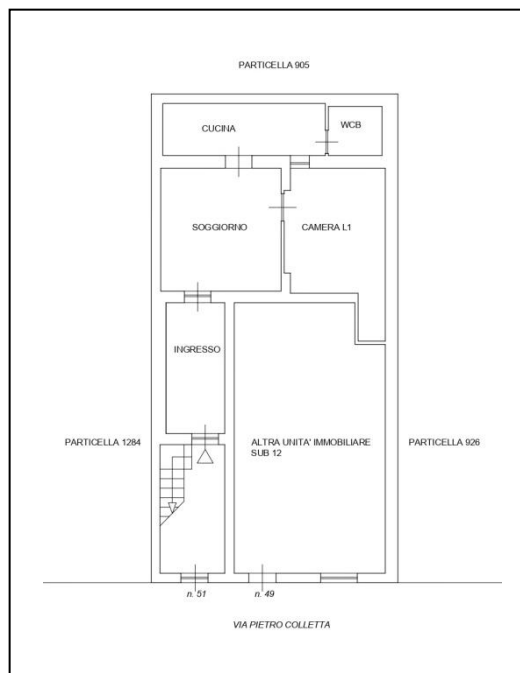 PARTICELLA 905
CUCINA
WCB
SOGGIORNO
CAMERA L1
INGRESSO
PARTICELLA 1284
ALTRA UNITA' IMMOBILIARE
SUB 12
PARTICELLA 926
n. 51
n. 49
VIA PIETRO COLLETTA